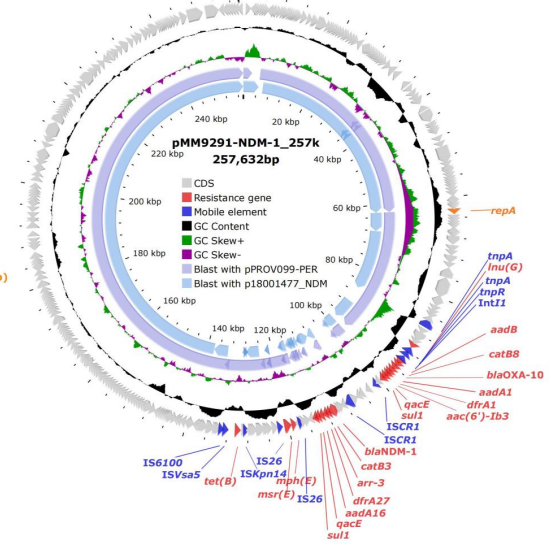 240 kbp
20 kbp
pMM9291-NDM-1_257k
257,632bp
220 kbp
40 kbp
CDS
Resistance gene
200 kbp
Mobile element
60 kbp
repA
GC Content
GC Skew+
GC Skew-
180 kbp
Blast with pPROV099-PER
80 kbp
Blast with p18001477_NDM
160 kbp
100 kbp
140 kbp
120 kbp
tnpA
lnu(G)
tnpA
tnpR
IntI1
aadB
catB8
blaOXA-10
aadA1
dfrA1
aac(6')-Ib3
qacE
sul1
ISCR1
ISCR1
blaNDM-1
catB3
arr-3
dfrA27
aadA16
qacE
sul1
IS26
mph(E)
msr(E)
IS26
ISKpn14
tet(B)
ISVsa5
IS6100
)